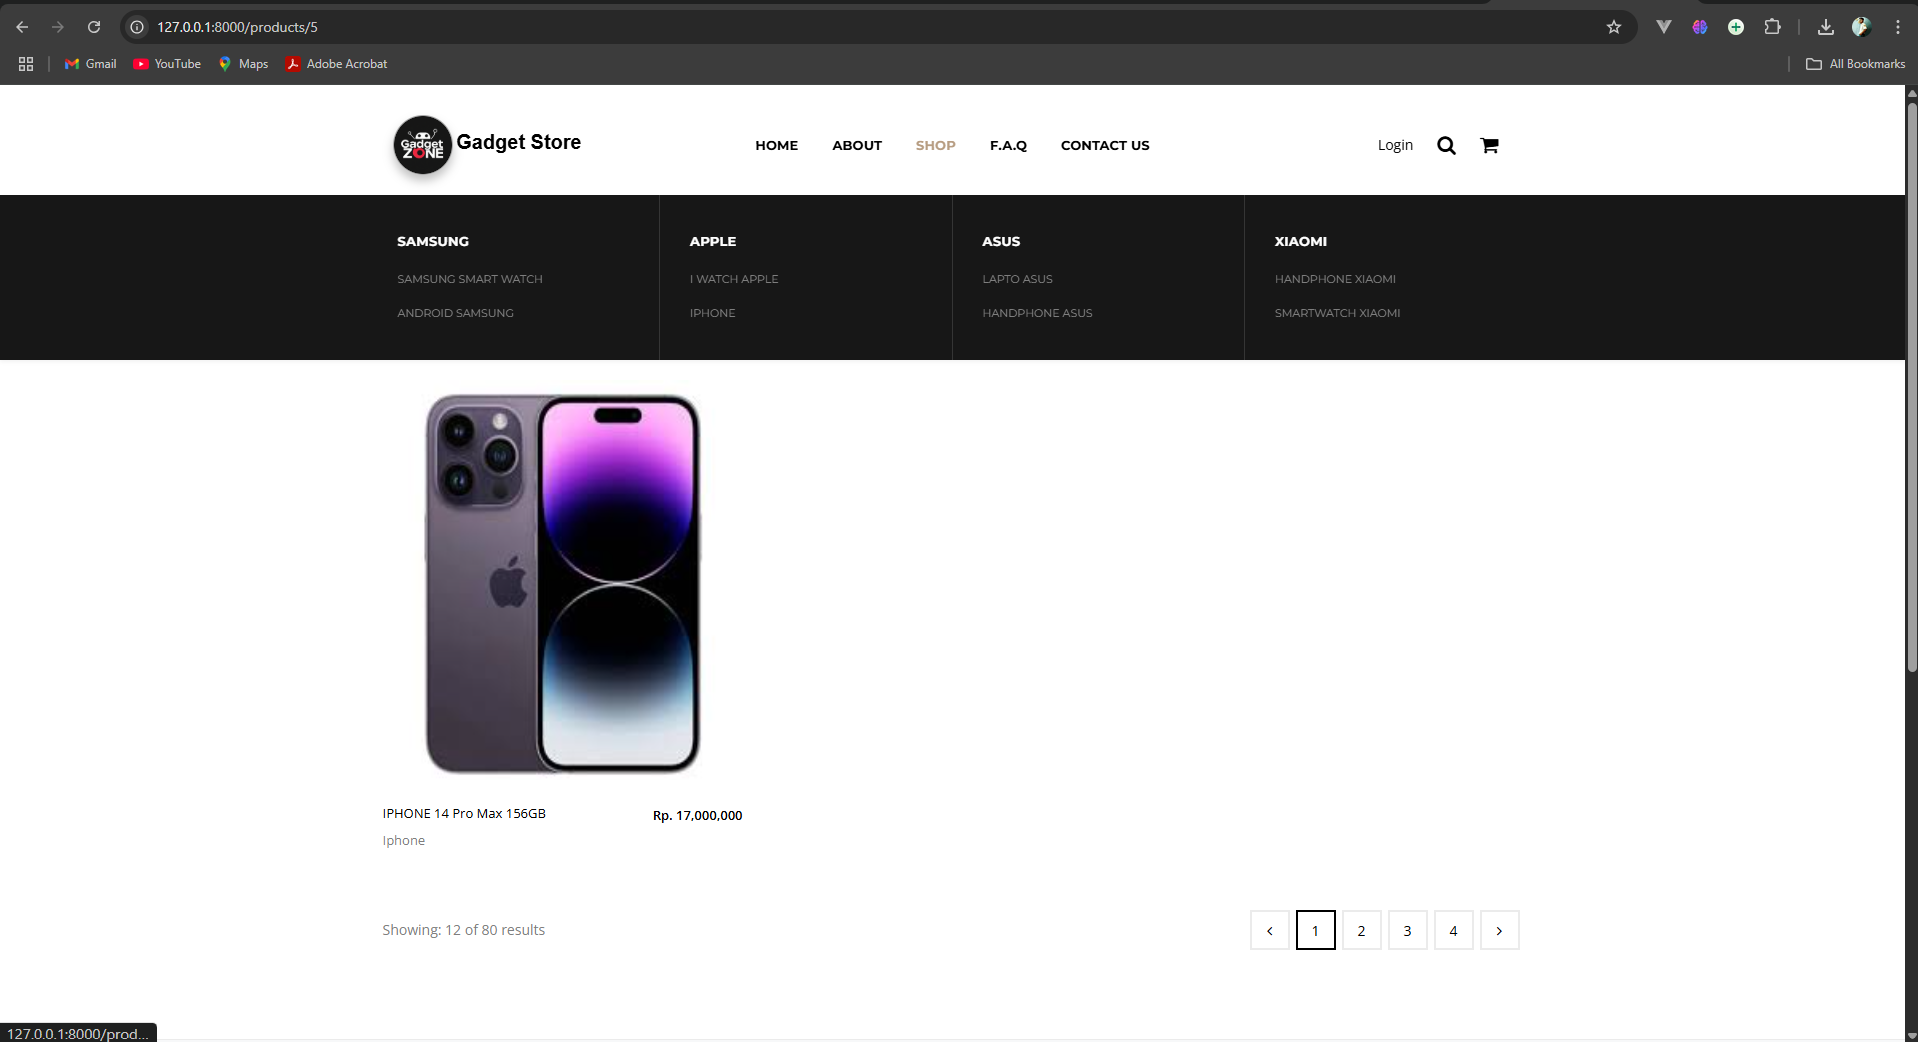 127.0.0.1:8000/products/5
Gmail YouTube Maps Adobe Acrobat All Bookmarks
Gadget ZONE Gadget Store HOME ABOUT SHOP F.A.Q CONTACT US Login
SAMSUNG APPLE ASUS XIAOMI
SAMSUNG SMART WATCH I WATCH APPLE LAPTO ASUS HANDPHONE XIAOMI
ANDROID SAMSUNG IPHONE HANDPHONE ASUS SMARTWATCH XIAOMI
IPHONE 14 Pro Max 156GB Rp. 17,000,000
Iphone
Showing: 12 of 80 results 1 2 3 4
127.0.0.1:8000/prod...